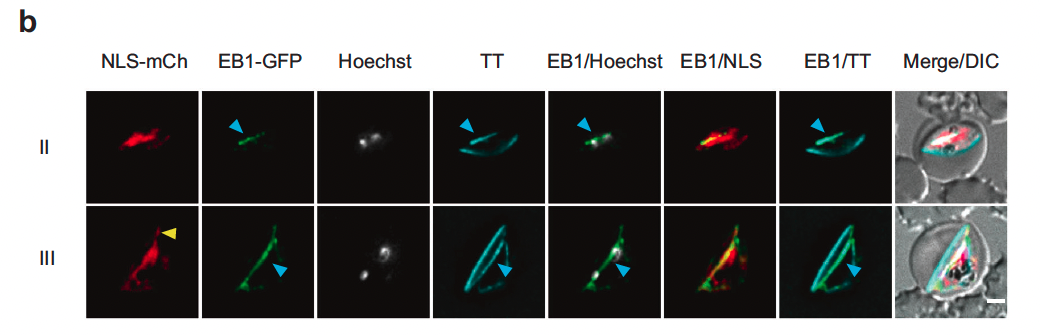 b
NLS-mCh EB1-GFP Hoechst TT EB1/Hoechst EB1/NLS EB1/TT Merge/DIC
II
III